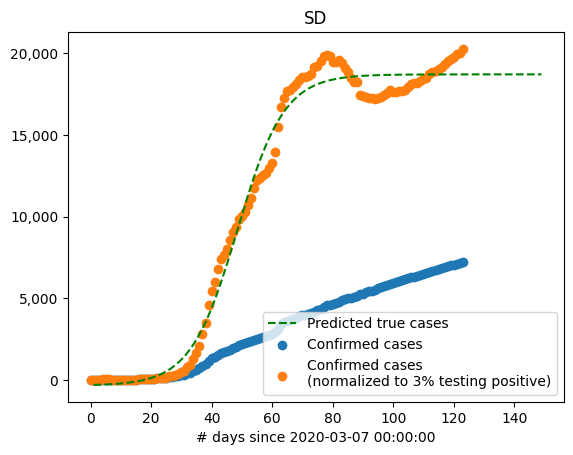 SD
20,000
15,000
10,000
5,000
0
Predicted true cases
Confirmed cases
Confirmed cases
(normalized to 3% testing positive)
0 20 40 60 80 100 120 140
# days since 2020-03-07 00:00:00